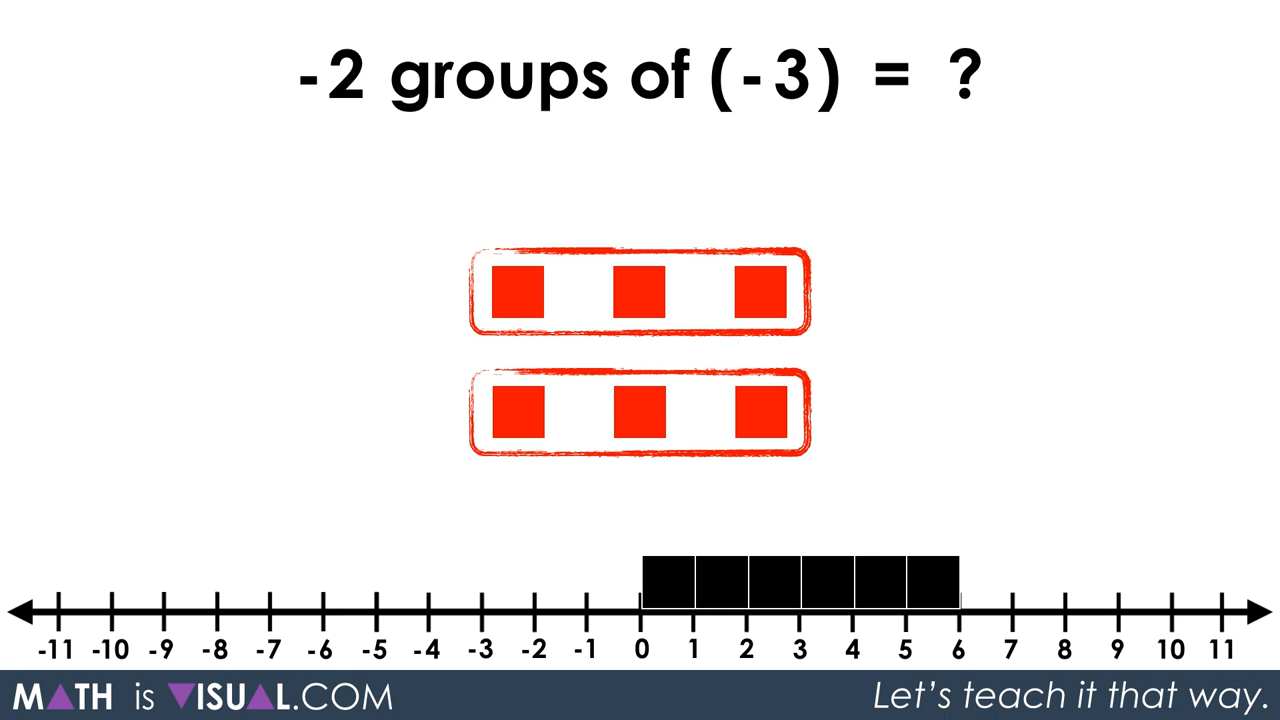 -2 groups of (-3) = ?
-11 -10 -9 -8 -7 -6 -5 -4 -3 -2 -1 0 1 2 3 4 5 6 7 8 9 10 11
MATH is VISUAL.COM
Let's teach it that way.